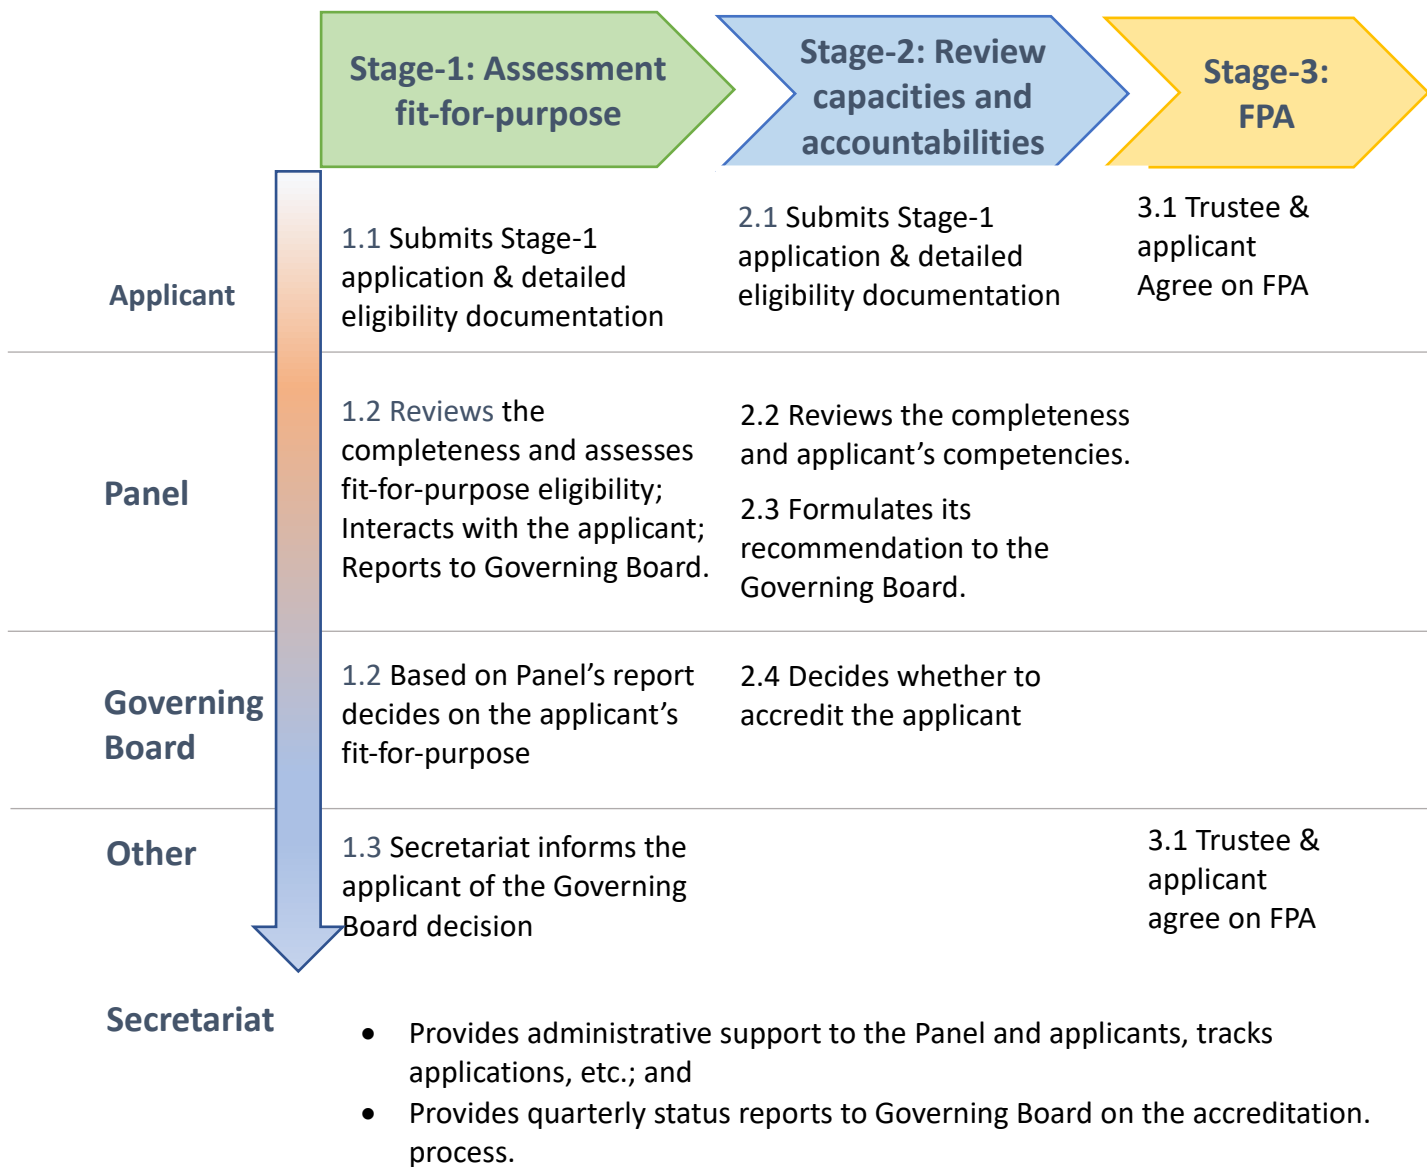 Stage-1: Assessment
fit-for-purpose
Stage-2: Review
capacities and
accountabilities
Stage-3:
FPA
Applicant
1.1 Submits Stage-1
application & detailed
eligibility documentation
2.1 Submits Stage-1
application & detailed
eligibility documentation
3.1 Trustee &
applicant
Agree on FPA
Panel
1.2 Reviews the
completeness and assesses
fit-for-purpose eligibility;
Interacts with the applicant;
Reports to Governing Board.
2.2 Reviews the completeness
and applicant’s competencies.
2.3 Formulates its
recommendation to the
Governing Board.
Governing
Board
1.2 Based on Panel’s report
decides on the applicant’s
fit-for-purpose
2.4 Decides whether to
accredit the applicant
Other
1.3 Secretariat informs the
applicant of the Governing
Board decision
3.1 Trustee &
applicant
agree on FPA
Secretariat
• Provides administrative support to the Panel and applicants, tracks
applications, etc.; and
• Provides quarterly status reports to Governing Board on the accreditation.
process.